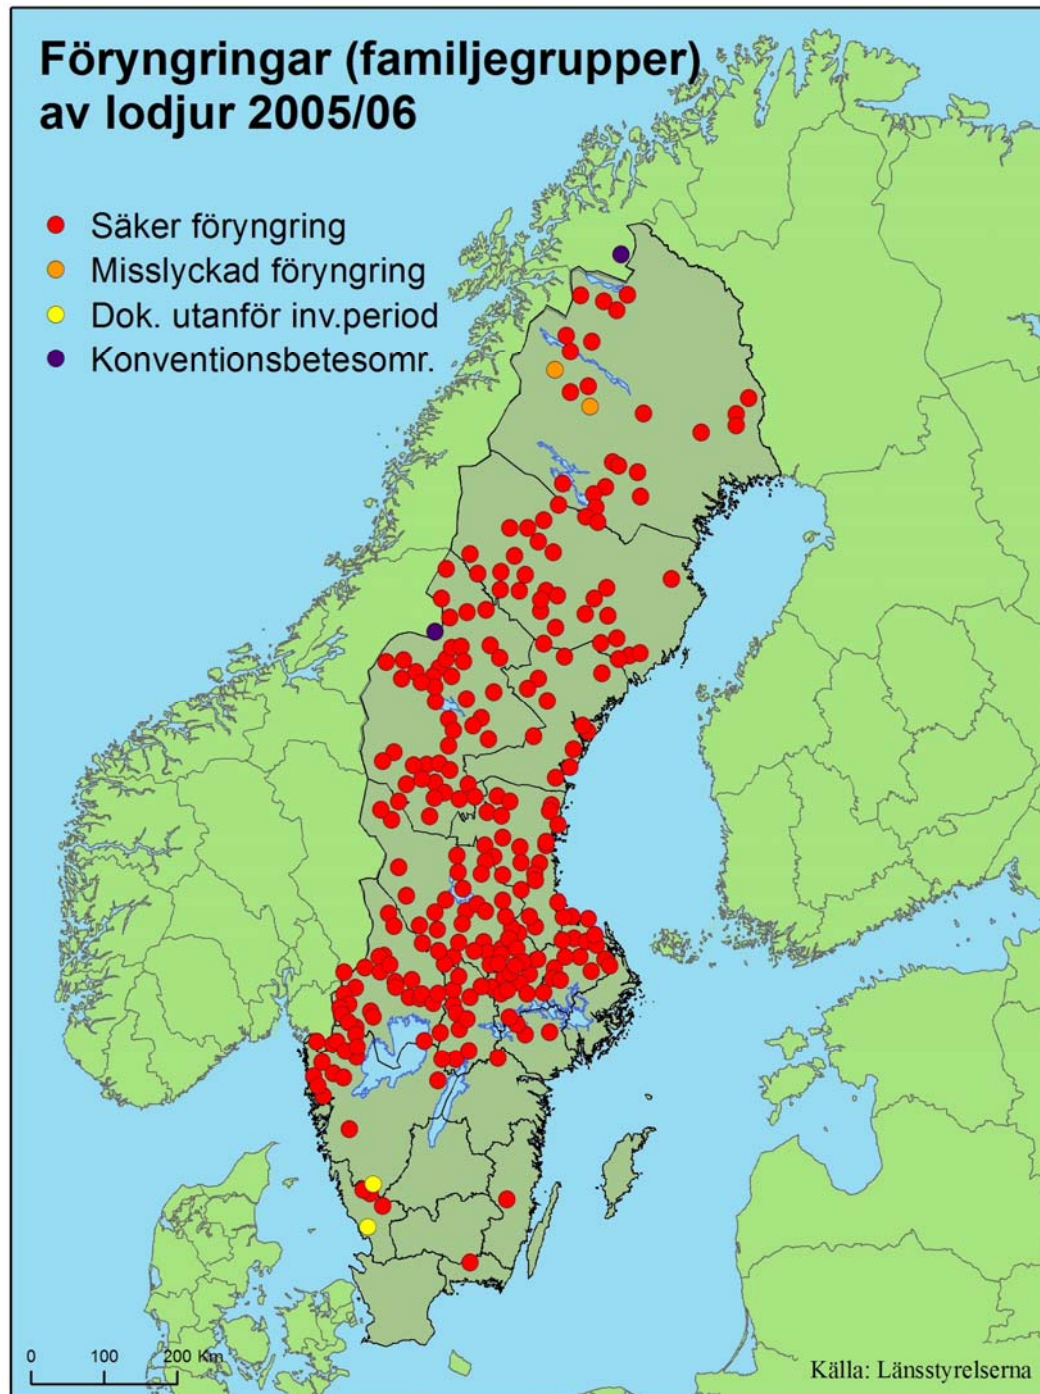 Föryngringar (familjegrupper)
av lodjur 2005/06
Säker föryngring
Misslyckad föryngring
Dok. utanför inv.period
Konventionsbetesomr.
0 100 200 Km
Källa: Länsstyrelserna